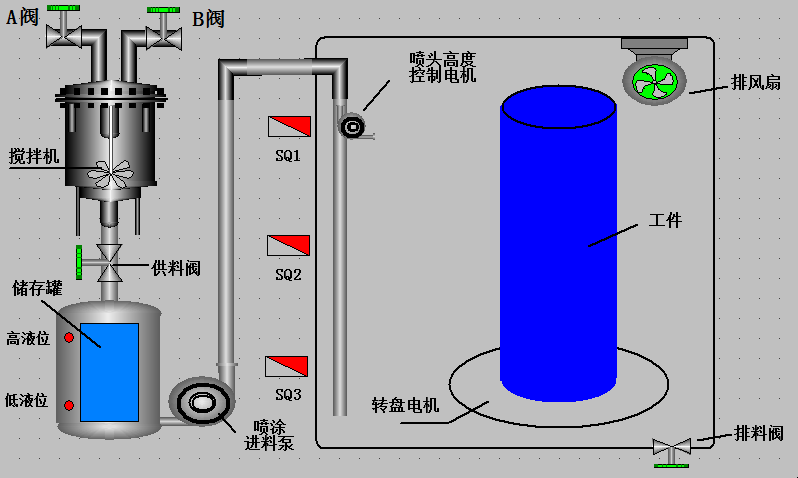 A阀
B阀
喷头高度
控制电机
排风扇
SQ1
搅拌机
工件
供料阀
SQ2
储存罐
高液位
SQ3
低液位
转盘电机
喷涂
进料泵
排料阀